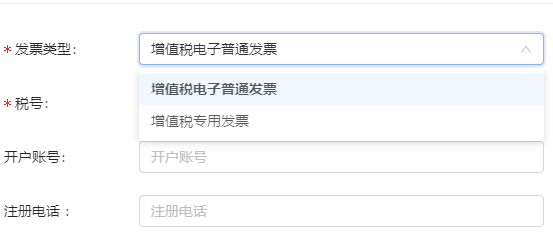 * 发票类型: 增值税电子普通发票
增值税电子普通发票
* 税号:
增值税专用发票
开户账号: 开户账号
注册电话 : 注册电话